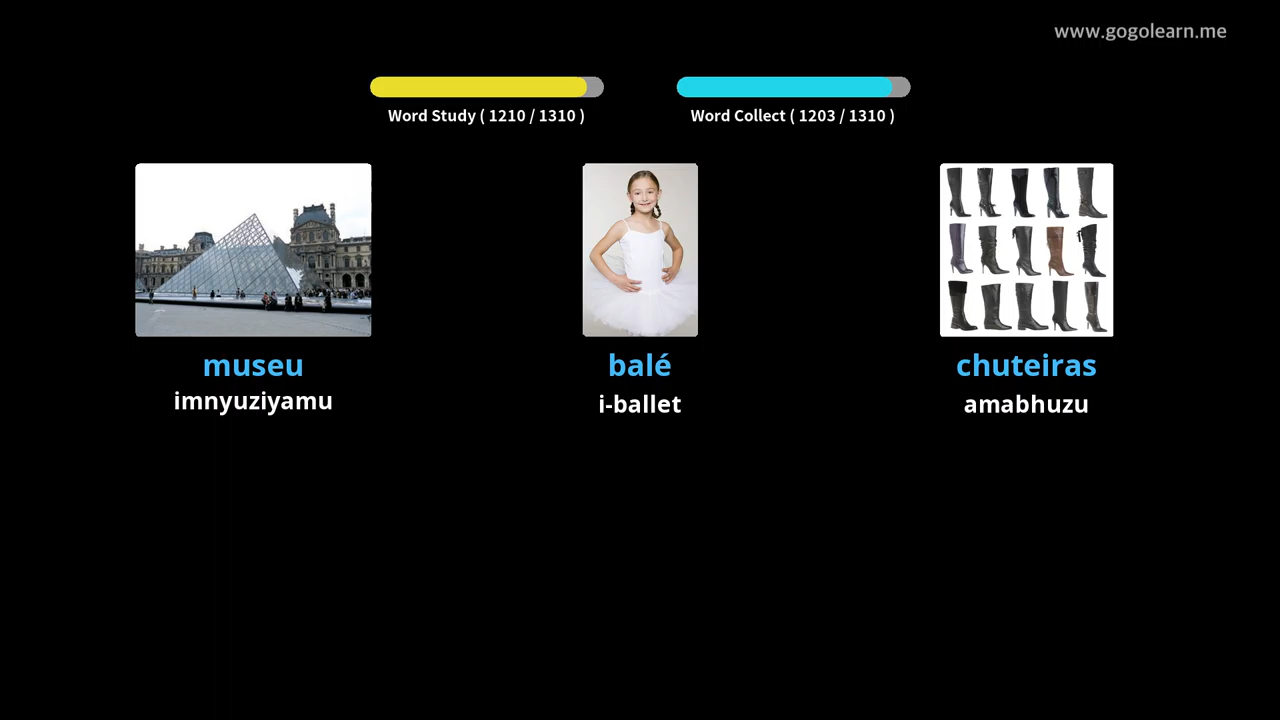 www.gogolearn.me
Word Study ( 1210 / 1310 )
Word Collect ( 1203 / 1310 )
museu
imnyuziyamu
balé
i-ballet
chuteiras
amabhuzu